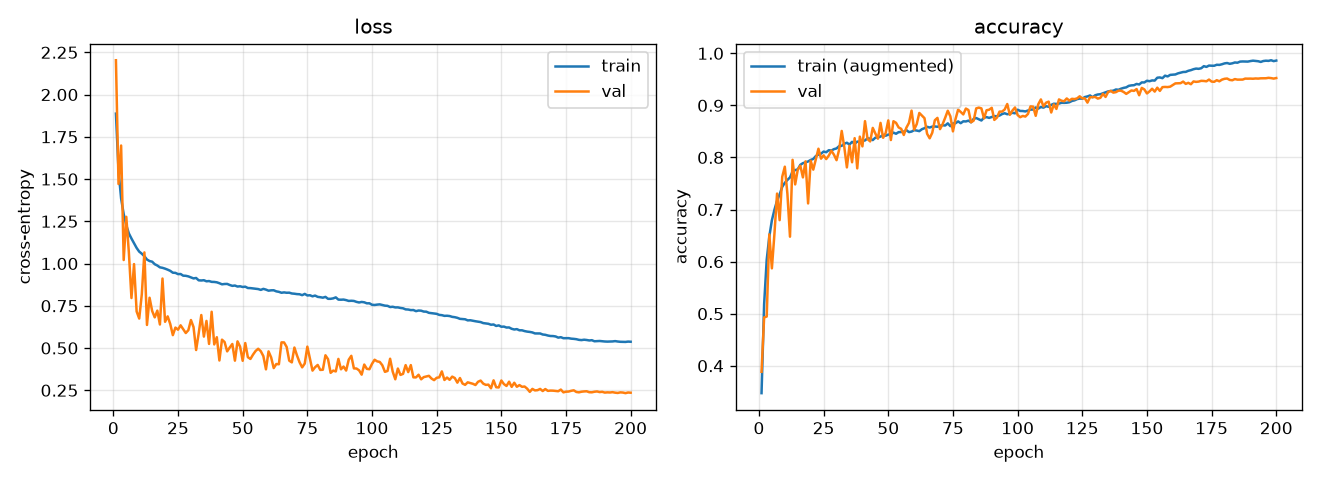 loss
2.25
2.00
1.75
1.50
1.25
1.00
0.75
0.50
0.25
cross-entropy
0 25 50 75 100 125 150 175 200
epoch
train
val
accuracy
1.0
0.9
0.8
0.7
0.6
0.5
0.4
accuracy
0 25 50 75 100 125 150 175 200
epoch
train (augmented)
val